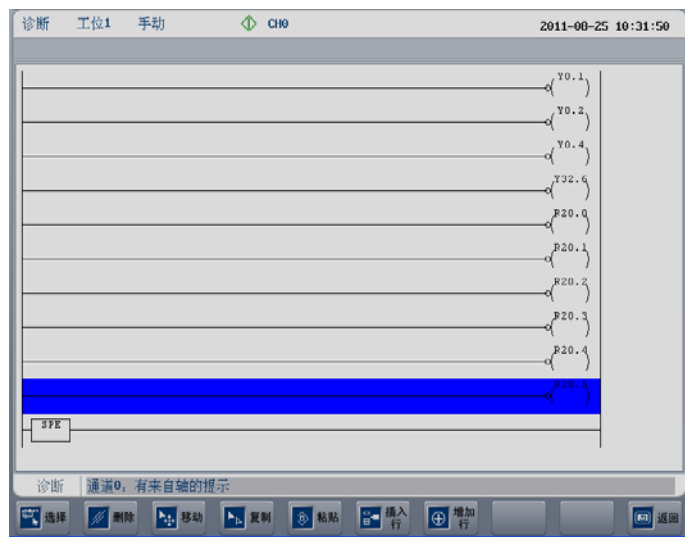 诊断 工位1 手动 CH0 2011-08-25 10:31:50
Y0.1
Y0.2
Y0.4
Y32.6
R20.0
R20.1
R20.2
R20.3
R20.4
R20.5
SPE
诊断 通道0：有来自轴的提示
选择 删除 移动 复制 粘贴 插入行 增加行 返回